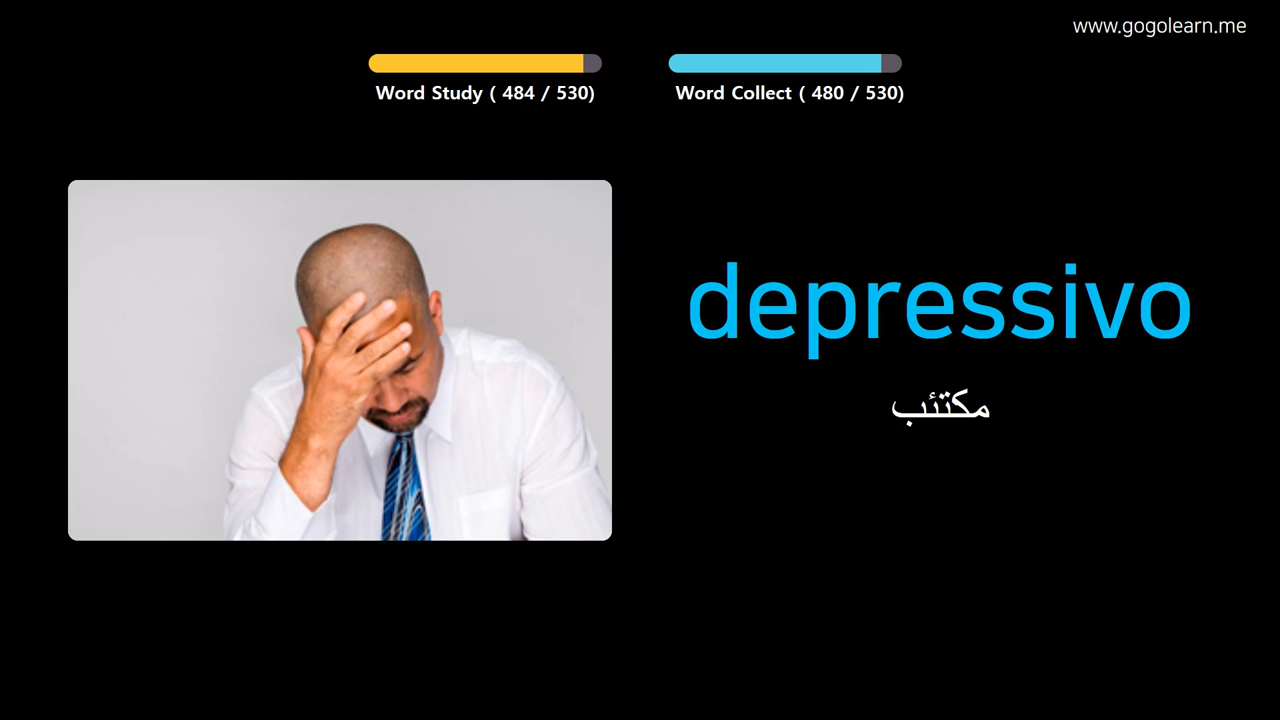 www.gogolearn.me
Word Study ( 484 / 530)
Word Collect ( 480 / 530)
depressivo
مكتئب